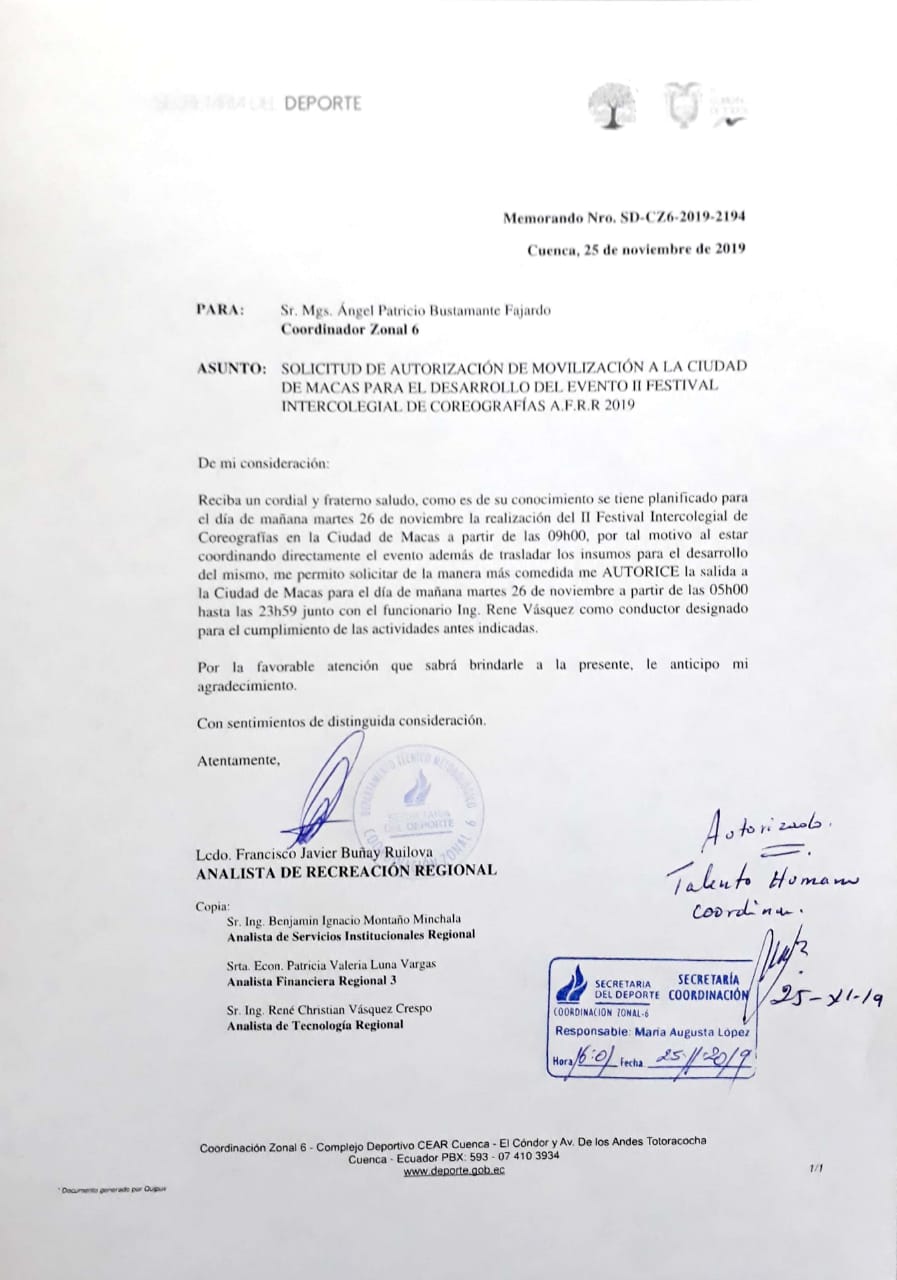 SECRETARÍA DEL DEPORTE
Memorando Nro. SD-CZ6-2019-2194
Cuenca, 25 de noviembre de 2019
PARA: Sr. Mgs. Ángel Patricio Bustamante Fajardo
Coordinador Zonal 6
ASUNTO: SOLICITUD DE AUTORIZACIÓN DE MOVILIZACIÓN A LA CIUDAD
DE MACAS PARA EL DESARROLLO DEL EVENTO II FESTIVAL
INTERCOLEGIAL DE COREOGRAFÍAS A.F.R.R 2019
De mi consideración:
Reciba un cordial y fraterno saludo, como es de su conocimiento se tiene planificado para
el día de mañana martes 26 de noviembre la realización del II Festival Intercolegial de
Coreografías en la Ciudad de Macas a partir de las 09h00, por tal motivo al estar
coordinando directamente el evento además de trasladar los insumos para el desarrollo
del mismo, me permito solicitar de la manera más comedida me AUTORICE la salida a
la Ciudad de Macas para el día de mañana martes 26 de noviembre a partir de las 05h00
hasta las 23h59 junto con el funcionario Ing. Rene Vásquez como conductor designado
para el cumplimiento de las actividades antes indicadas.
Por la favorable atención que sabrá brindarle a la presente, le anticipo mi
agradecimiento.
Con sentimientos de distinguida consideración.
Atentamente,
DEPARTAMENTO TÉCNICO METODOLÓGICO
SECRETARÍA
DEL DEPORTE
COORDINACIÓN ZONAL 6
Lcdo. Francisco Javier Buñay Ruilova
ANALISTA DE RECREACIÓN REGIONAL
Copia:
Sr. Ing. Benjamin Ignacio Montaño Minchala
Analista de Servicios Institucionales Regional
Srta. Econ. Patricia Valeria Luna Vargas
Analista Financiera Regional 3
Sr. Ing. René Christian Vásquez Crespo
Analista de Tecnología Regional
Autorizado.
Talento Humano
Coordinar.
25-XI-19
SECRETARIA
DEL DEPORTE
COORDINACION ZONAL-6
SECRETARÍA
COORDINACIÓN
Responsable: Maria Augusta López
Hora 16:01 Fecha 25-11-2019
Coordinación Zonal 6 - Complejo Deportivo CEAR Cuenca - El Cóndor y Av. De los Andes Totoracocha
Cuenca - Ecuador PBX: 593 - 07 410 3934
www.deporte.gob.ec
1/1
* Documento generado por Quipux